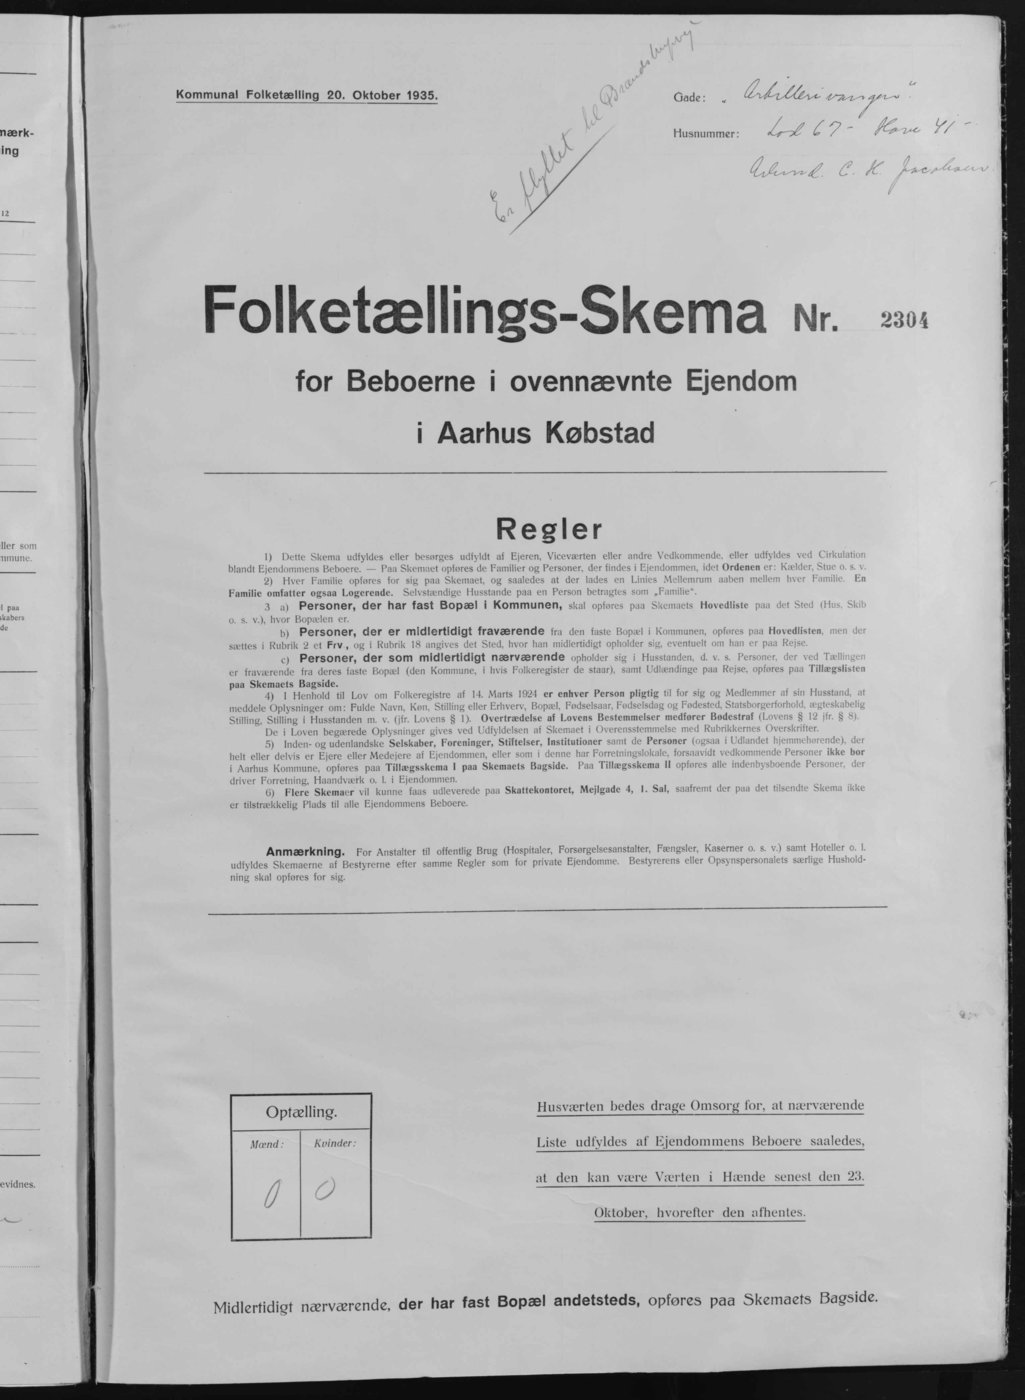 Kommunal Folketælling 20. Oktober 1935.
Er flyttet til Brendstrupvej
Gade: „Artillerivangen“.
Husnummer: Lod 67 - Have 41 -
C. K. Jacobsen
Folketællings-Skema Nr. 2304
for Beboerne i ovennævnte Ejendom
i Aarhus Købstad
Regler
1) Dette Skema udfyldes eller besørges udfyldt af Ejeren, Viceværten eller andre Vedkommende, eller udfyldes ved Cirkulation
blandt Ejendommens Beboere. — Paa Skemaet opføres de Familier og Personer, der findes i Ejendommen, idet Ordenen er: Kælder, Stue o. s. v.
2) Hver Familie opføres for sig paa Skemaet, og saaledes at der lades en Linies Mellemrum aaben mellem hver Familie. En
Familie omfatter ogsaa Logerende. Selvstændige Husstande paa en Person betragtes som „Familie“.
3 a) Personer, der har fast Bopæl i Kommunen, skal opføres paa Skemaets Hovedliste paa det Sted (Hus, Skib
o. s. v.), hvor Bopælen er.
b) Personer, der er midlertidigt fraværende fra den faste Bopæl i Kommunen, opføres paa Hovedlisten, men der
sættes i Rubrik 2 et Frv, og i Rubrik 18 angives det Sted, hvor han midlertidigt opholder sig, eventuelt om han er paa Rejse.
c) Personer, der som midlertidigt nærværende opholder sig i Husstanden, d. v. s. Personer, der ved Tællingen
er fraværende fra deres faste Bopæl (den Kommune, i hvis Folkeregister de staar), samt Udlændinge paa Rejse, opføres paa Tillægslisten
paa Skemaets Bagside.
4) I Henhold til Lov om Folkeregistre af 14. Marts 1924 er enhver Person pligtig til for sig og Medlemmer af sin Husstand, at
meddele Oplysninger om: Fulde Navn, Køn, Stilling eller Erhverv, Bopæl, Fødselsaar, Fødselsdag og Fødested, Statsborgerforhold, ægteskabelig
Stilling, Stilling i Husstanden m. v. (jfr. Lovens § 1). Overtrædelse af Lovens Bestemmelser medfører Bødestraf (Lovens § 12 jfr. § 8).
De i Loven begærede Oplysninger gives ved Udfyldelsen af Skemaet i Overensstemmelse med Rubrikkernes Overskrifter.
5) Inden- og udenlandske Selskaber, Foreninger, Stiftelser, Institutioner samt de Personer (ogsaa i Udlandet hjemmehørende), der
helt eller delvis er Ejere eller Medejere af Ejendommen, eller som i denne har Forretningslokale, forsaavidt vedkommende Personer ikke bor
i Aarhus Kommune, opføres paa Tillægsskema I paa Skemaets Bagside. Paa Tillægsskema II opføres alle indenbysboende Personer, der
driver Forretning, Haandværk o. l. i Ejendommen.
6) Flere Skemaer vil kunne faas udleverede paa Skattekontoret, Mejlgade 4, 1. Sal, saafremt der paa det tilsendte Skema ikke
er tilstrækkelig Plads til alle Ejendommens Beboere.
Anmærkning. For Anstalter til offentlig Brug (Hospitaler, Forsørgelsesanstalter, Fængsler, Kaserner o. s. v.) samt Hoteller o. l.
udfyldes Skemaerne af Bestyrerne efter samme Regler som for private Ejendomme. Bestyrerens eller Opsynspersonalets særlige Hushold-
ning skal opføres for sig.
Optælling.
Mænd: Kvinder:
0 0
Husværten bedes drage Omsorg for, at nærværende
Liste udfyldes af Ejendommens Beboere saaledes,
at den kan være Værten i Hænde senest den 23.
Oktober, hvorefter den afhentes.
Midlertidigt nærværende, der har fast Bopæl andetsteds, opføres paa Skemaets Bagside.